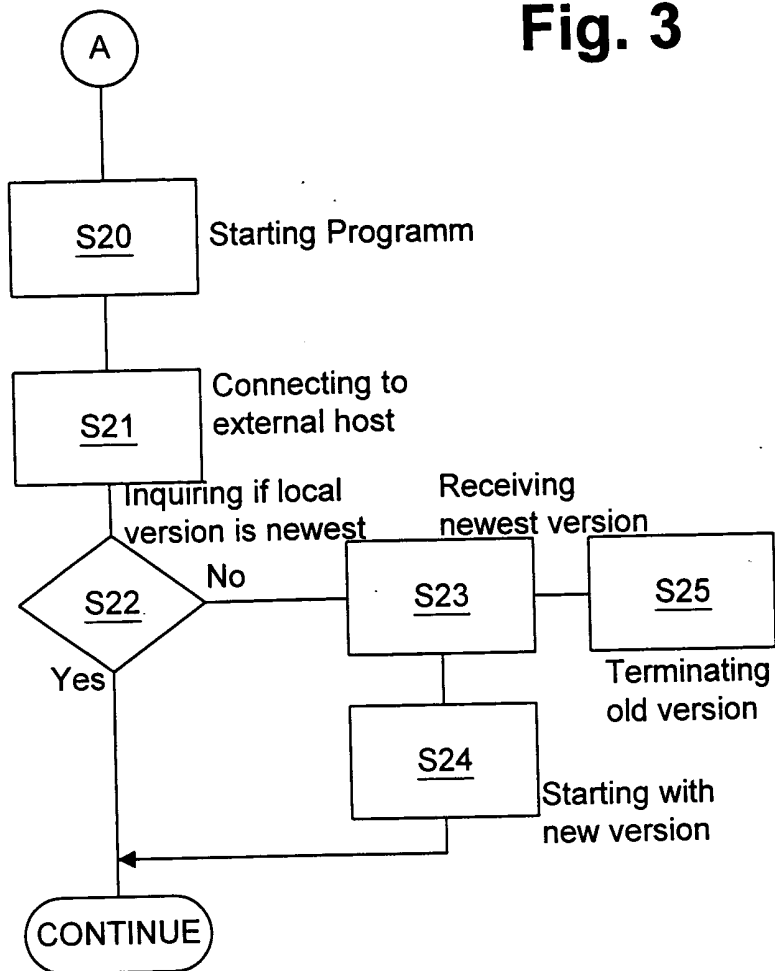 Fig. 3
A
S20
Starting Programm
S21
Connecting to
external host
Inquiring if local
version is newest
S22
No
Yes
S23
Receiving
newest version
S25
Terminating
old version
S24
Starting with
new version
CONTINUE